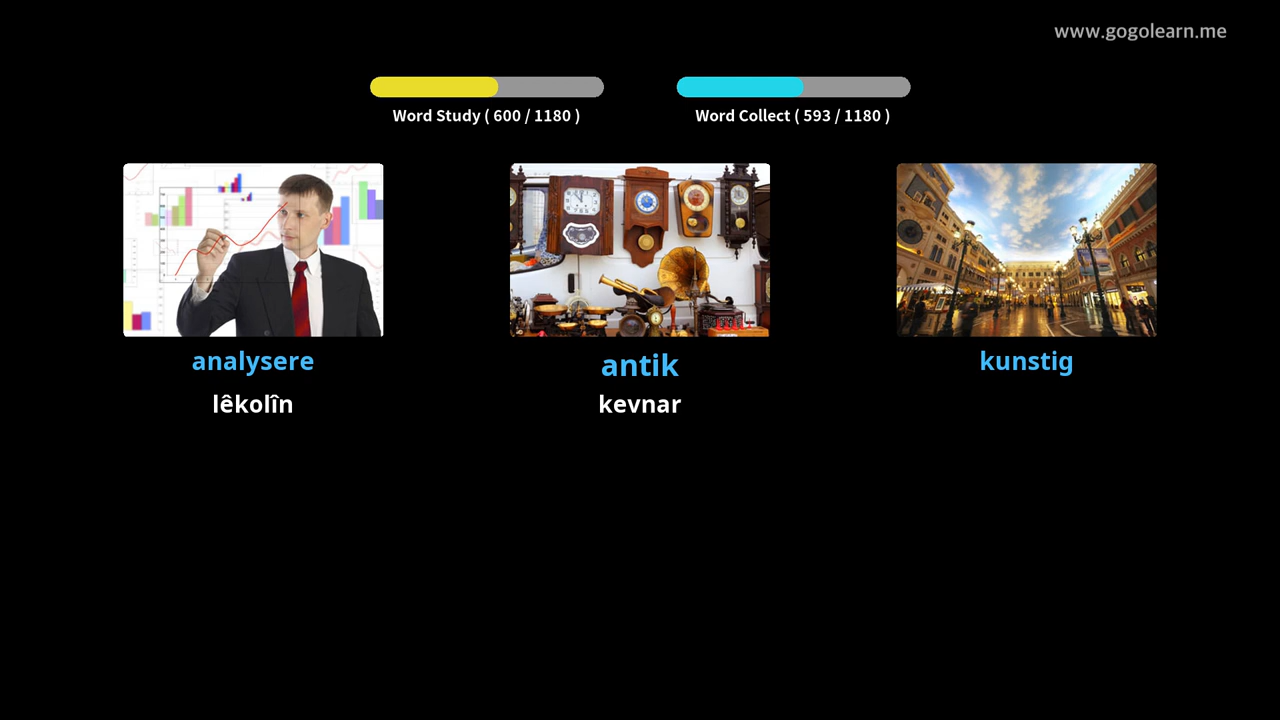 www.gogolearn.me
Word Study ( 600 / 1180 )
Word Collect ( 593 / 1180 )
analysere
antik
kunstig
lêkolîn
kevnar